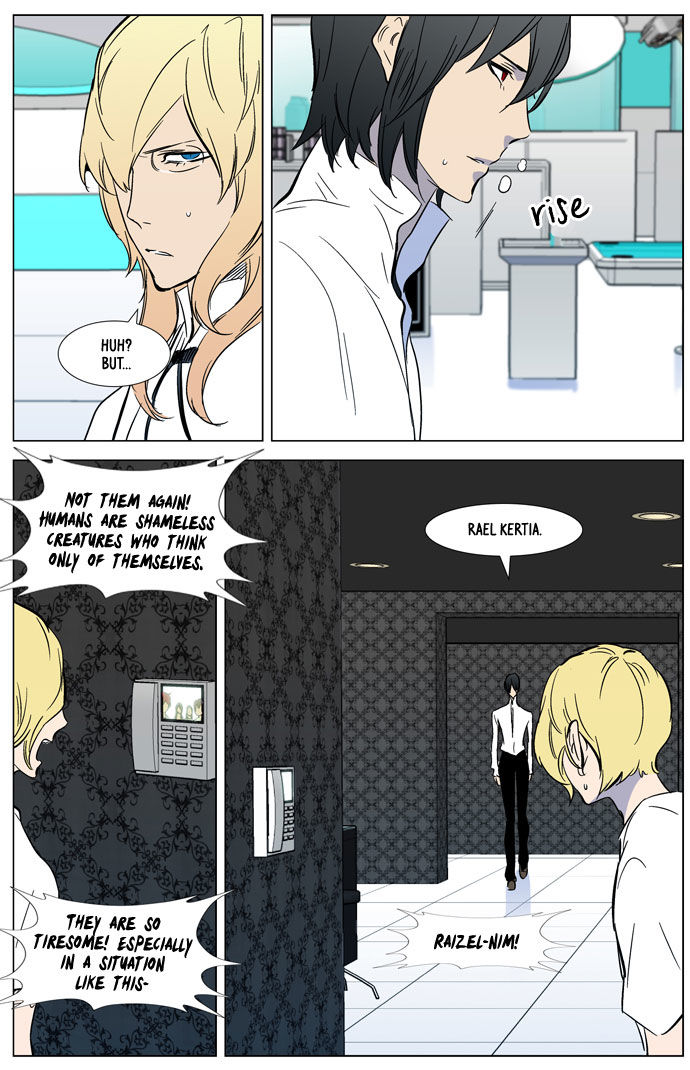 rise
HUH?
BUT...
NOT THEM AGAIN!
HUMANS ARE SHAMELESS
CREATURES WHO THINK
ONLY OF THEMSELVES.
THEY ARE SO
TIRESOME! ESPECIALLY
IN A SITUATION
LIKE THIS-
RAEL KERTIA.
RAIZEL-NIM!